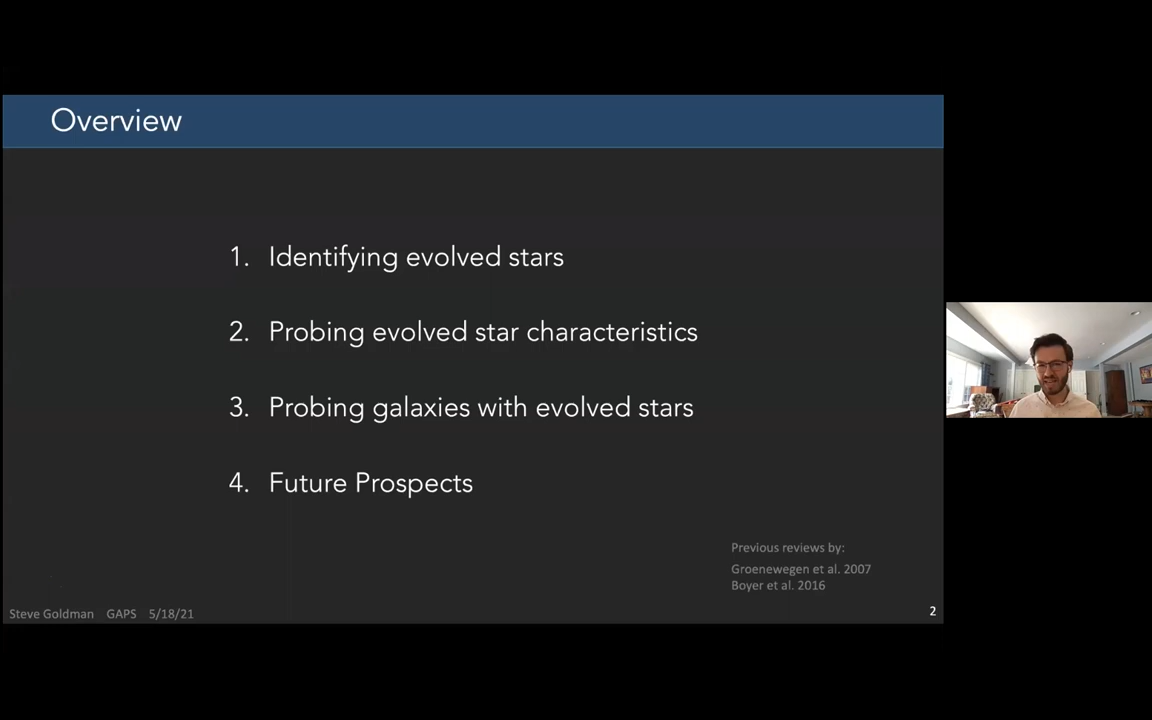 Overview
1. Identifying evolved stars
2. Probing evolved star characteristics
3. Probing galaxies with evolved stars
4. Future Prospects
Previous reviews by:
Groenewegen et al. 2007
Boyer et al. 2016
Steve Goldman GAPS 5/18/21
2